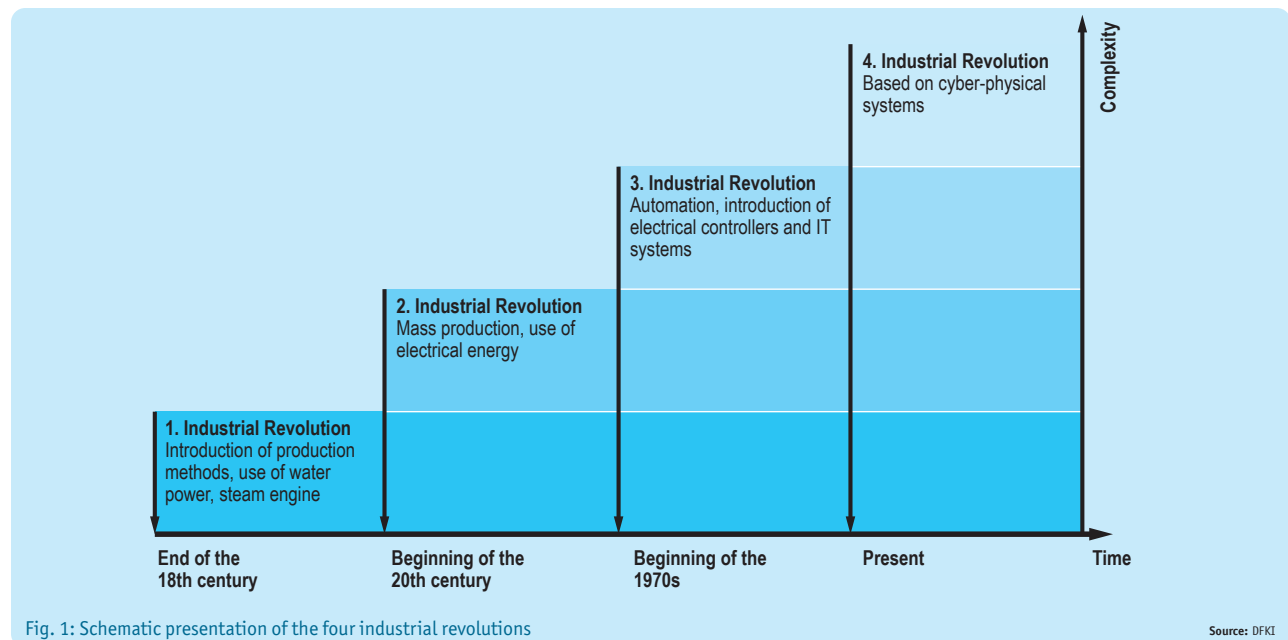 Complexity
4. Industrial Revolution
Based on cyber-physical
systems
3. Industrial Revolution
Automation, introduction of
electrical controllers and IT
systems
2. Industrial Revolution
Mass production, use of
electrical energy
1. Industrial Revolution
Introduction of production
methods, use of water
power, steam engine
End of the
18th century
Beginning of the
20th century
Beginning of the
1970s
Present
Time
Fig. 1: Schematic presentation of the four industrial revolutions
Source: DFKI